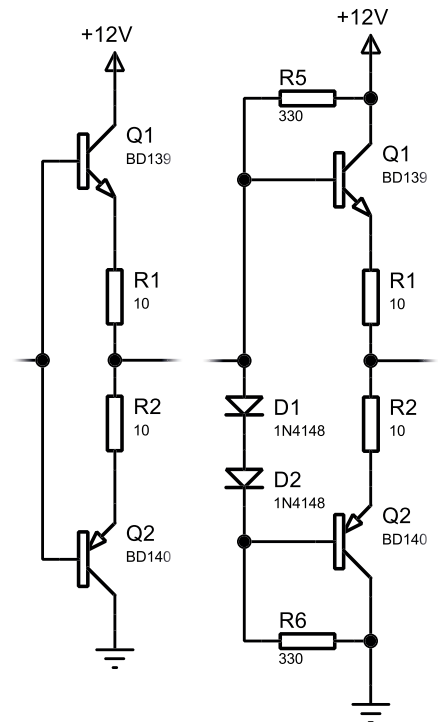 +12V
Q1
BD139
R1
10
R2
10
Q2
BD140
+12V
R5
330
Q1
BD139
R1
10
D1
1N4148
R2
10
D2
1N4148
Q2
BD140
R6
330